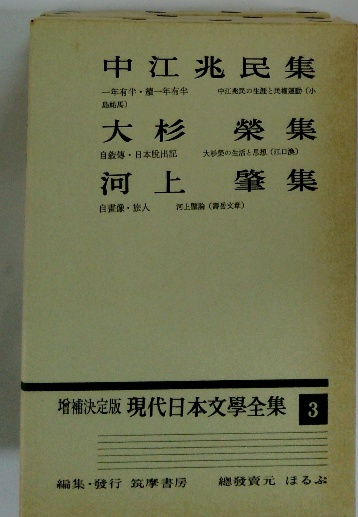 中江兆民集
一年有半・續一年有半　中江兆民の生涯と民權運動（小
島祐馬）
大杉　榮集
自叙傳・日本脱出記　大杉榮の生活と思想（江口渙）
河上　肇集
自畫像・旅人　河上肇論（壽岳文章）
增補決定版 現代日本文學全集 3
編集・發行 筑摩書房　總發賣元 ほるぷ